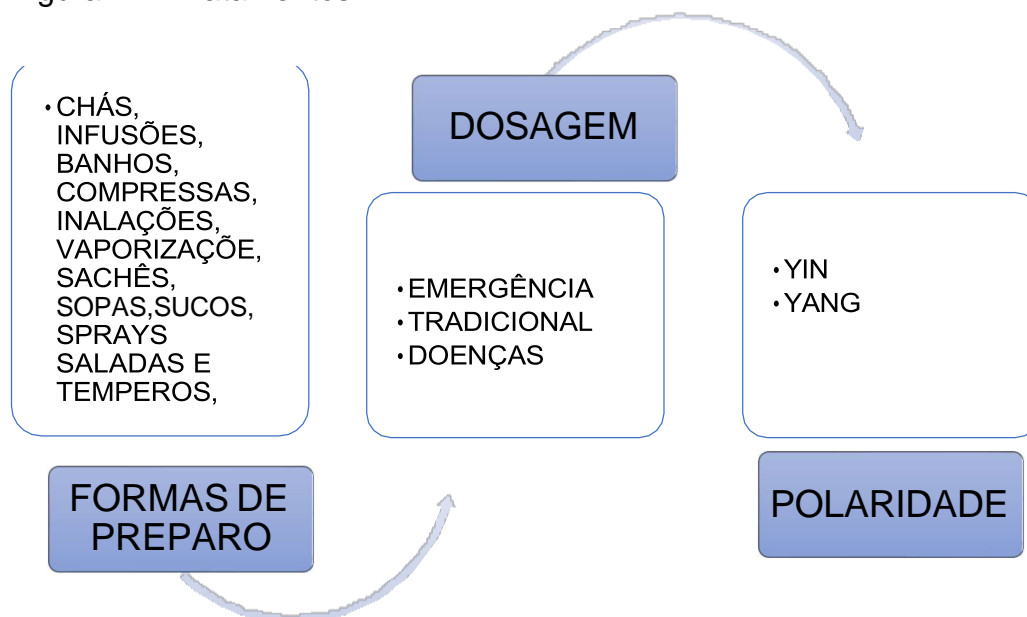 • CHÁS,
INFUSÕES,
BANHOS,
COMPRESSAS,
INALAÇÕES,
VAPORIZAÇÕE,
SACHÊS,
SOPAS,SUCOS,
SPRAYS
SALADAS E
TEMPEROS,
FORMAS DE
PREPARO
DOSAGEM
• EMERGÊNCIA
• TRADICIONAL
• DOENÇAS
• YIN
• YANG
POLARIDADE